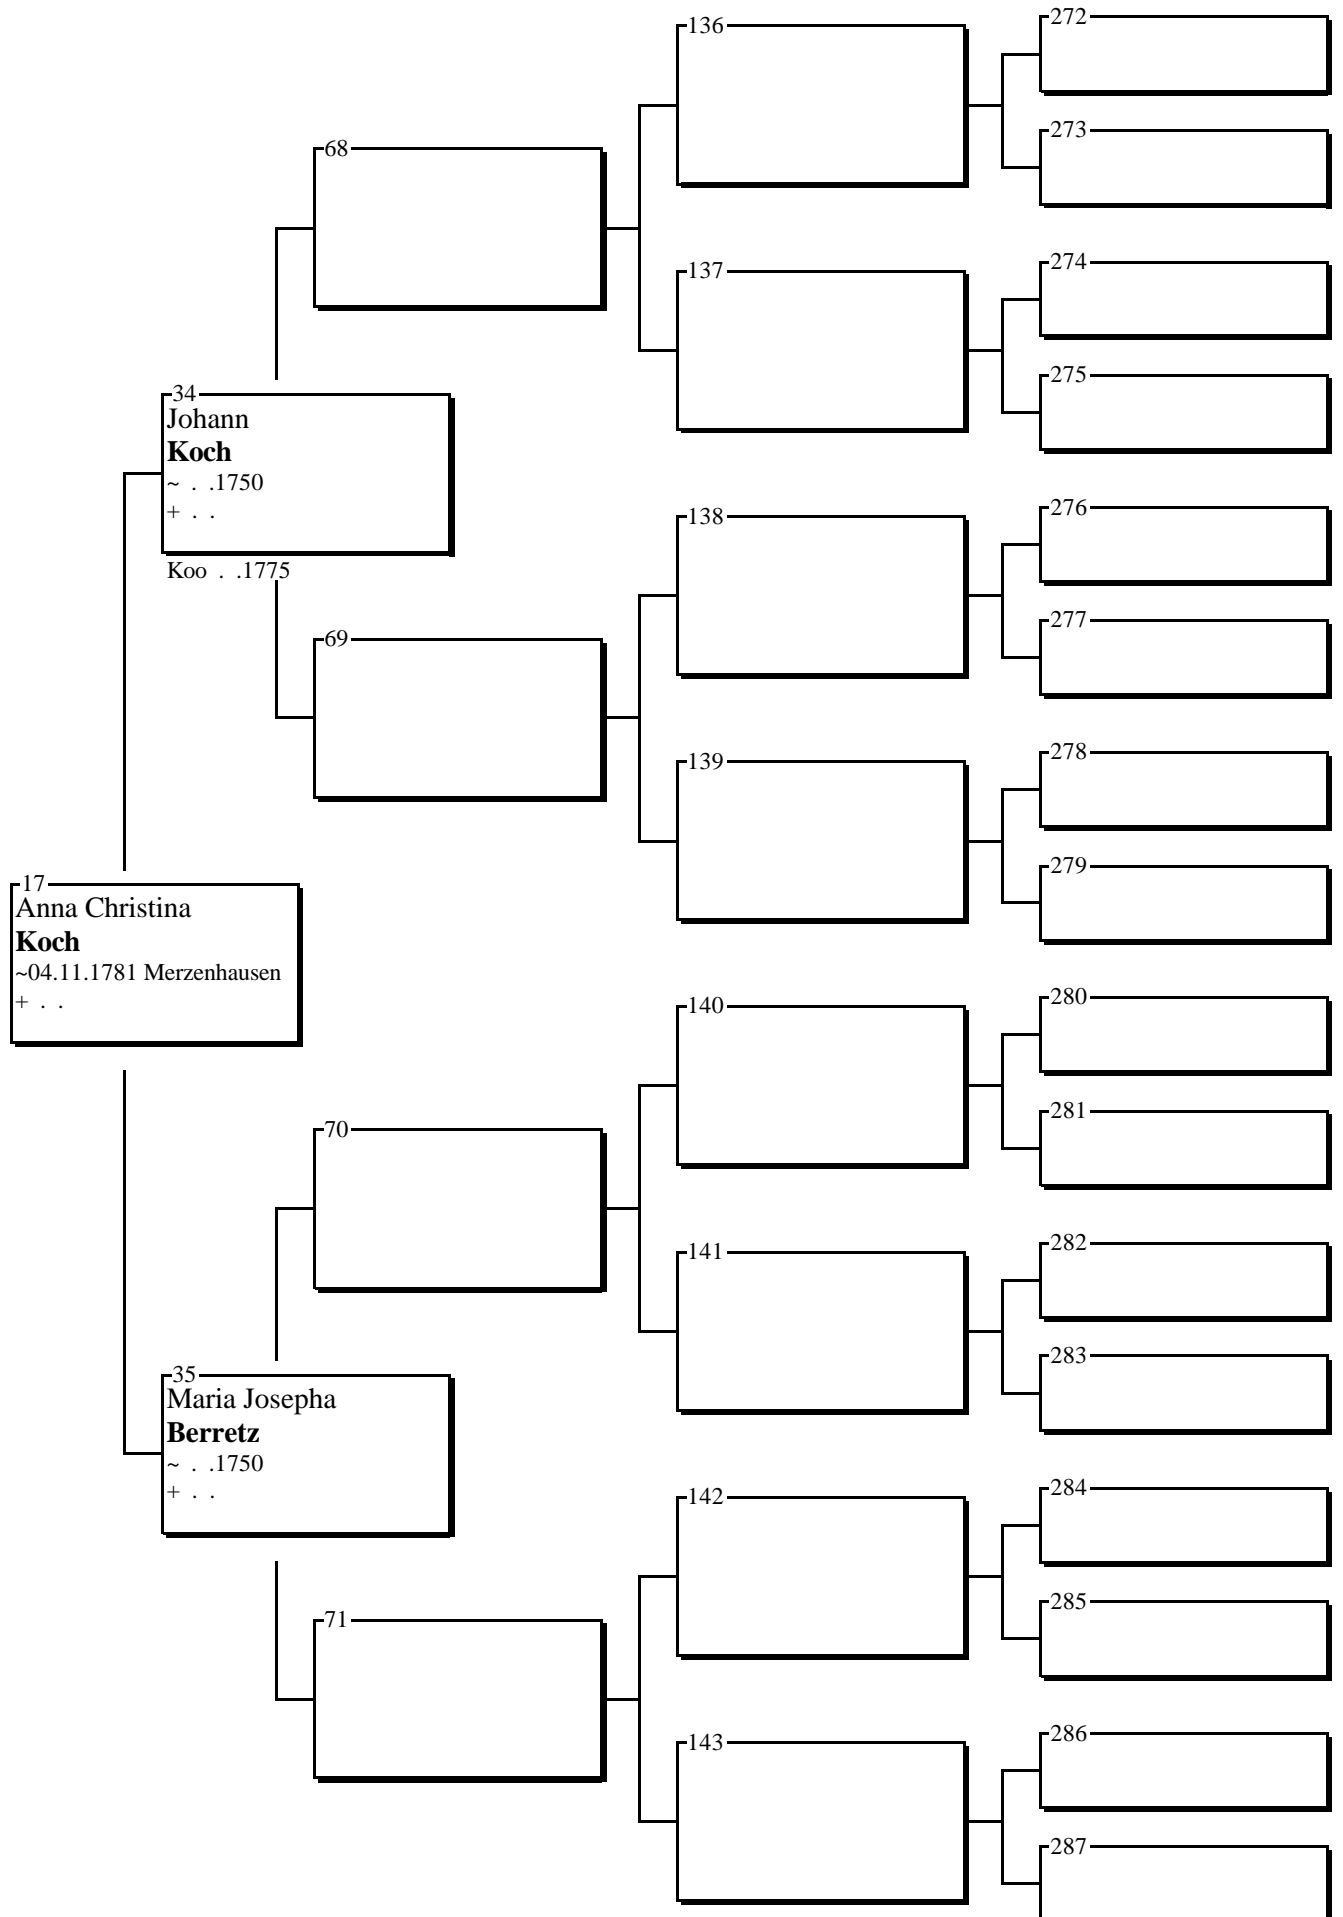 136
272
273
68
137
274
275
34
Johann
Koch
~ . .1750
+ . .
Koo . .1775
138
276
277
69
139
278
279
17
Anna Christina
Koch
~04.11.1781 Merzenhausen
+ . .
140
280
281
70
141
282
283
35
Maria Josepha
Berretz
~ . .1750
+ . .
142
284
285
71
143
286
287